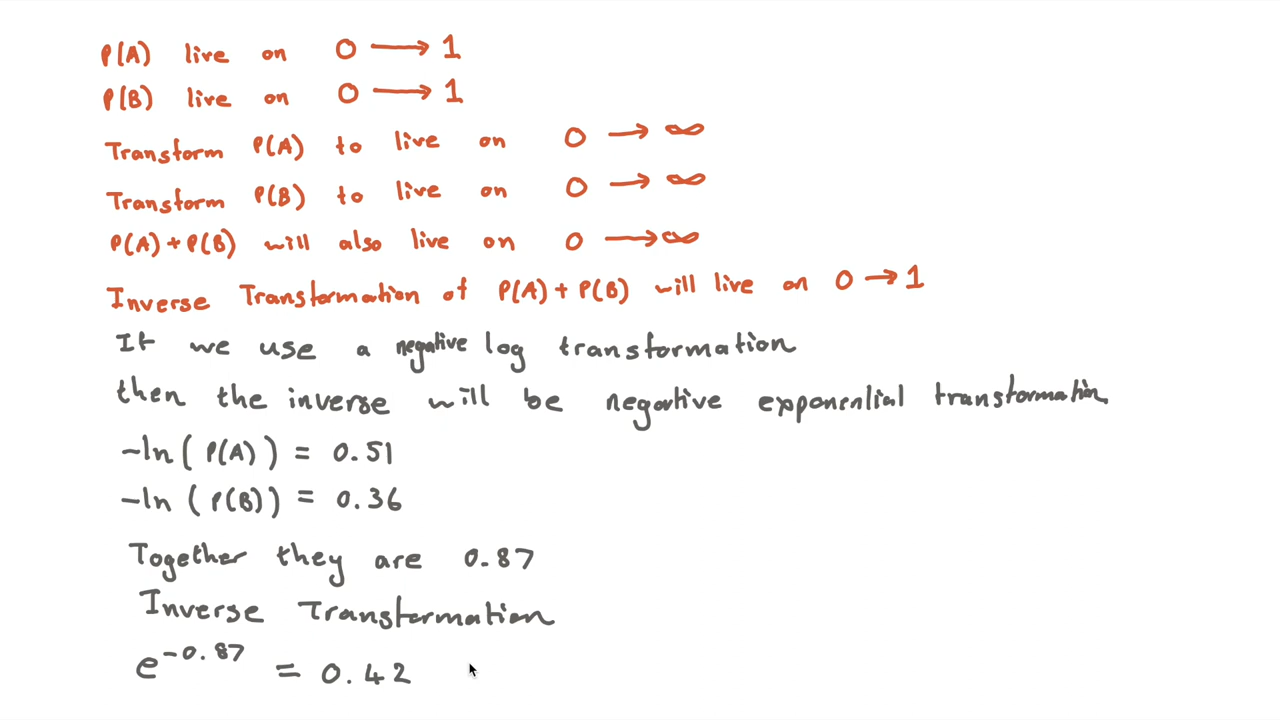 P(A) live on 0 → 1
P(B) live on 0 → 1
Transform P(A) to live on 0 → ∞
Transform P(B) to live on 0 → ∞
P(A) + P(B) will also live on 0 → ∞
Inverse Transformation of P(A) + P(B) will live on 0 → 1
If we use a negative log transformation
then the inverse will be negative exponential transformation
-ln( P(A) ) = 0.51
-ln ( P(B)) = 0.36
Together they are 0.87
Inverse Transformation
e^-0.87 = 0.42